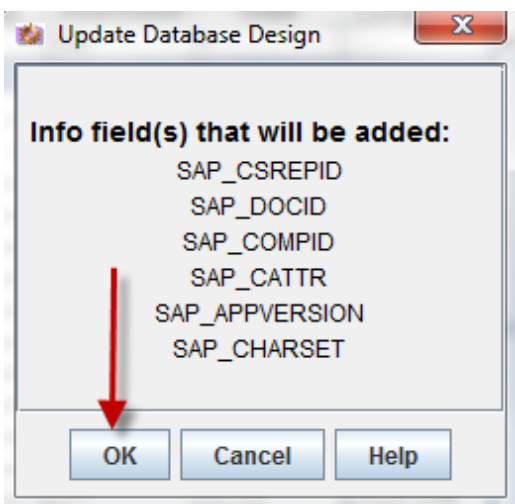 Update Database Design
X
Info field(s) that will be added:
SAP_CSREPID
SAP_DOCID
SAP_COMPID
SAP_CATTR
SAP_APPVERSION
SAP_CHARSET
OK Cancel Help